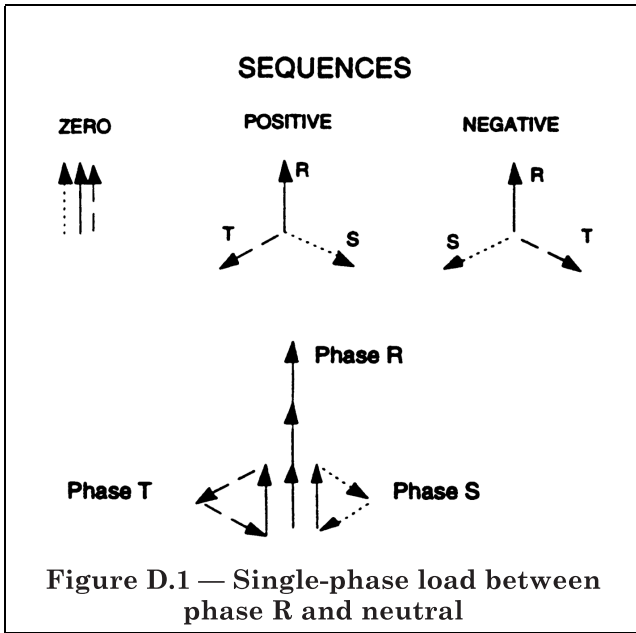 SEQUENCES
ZERO
POSITIVE
NEGATIVE
R
T
S
R
S
T
Phase R
Phase T
Phase S
Figure D.1 — Single-phase load between
phase R and neutral